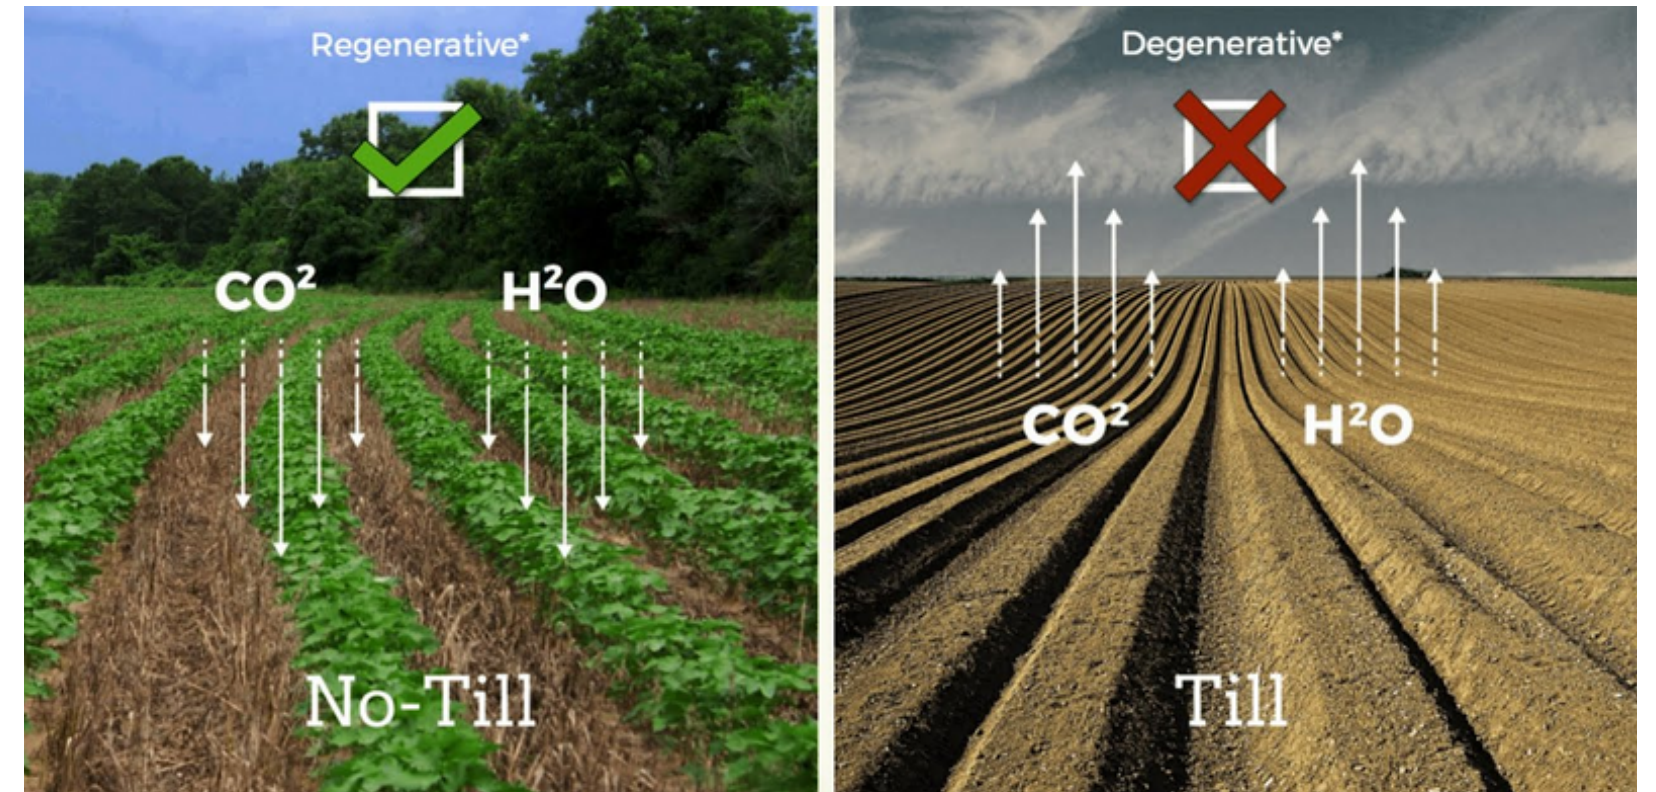 Regenerative*
CO²
H²O
No-Till
Degenerative*
CO²
H²O
Till